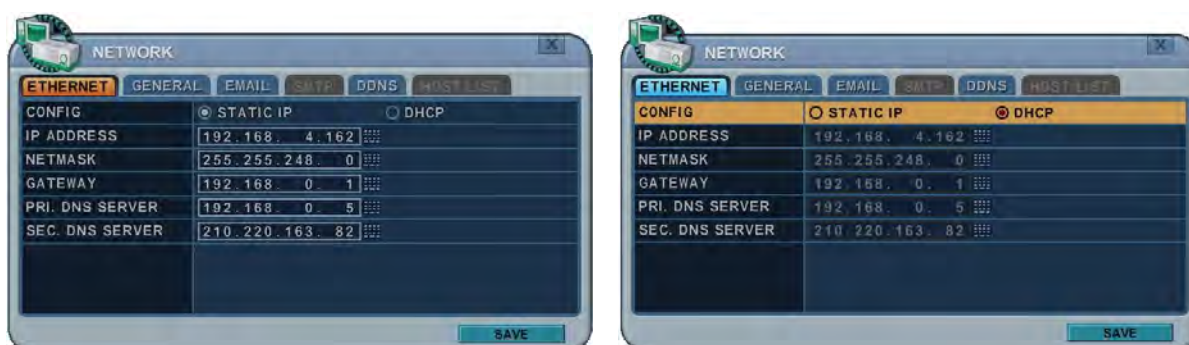 NETWORK
X
ETHERNET GENERAL EMAIL SMTP DDNS HOST LIST
CONFIG STATIC IP DHCP
IP ADDRESS 192.168. 4.162
NETMASK 255.255.248. 0
GATEWAY 192.168. 0. 1
PRI. DNS SERVER 192.168. 0. 5
SEC. DNS SERVER 210.220.163. 82
SAVE
NETWORK
X
ETHERNET GENERAL EMAIL SMTP DDNS HOST LIST
CONFIG STATIC IP DHCP
IP ADDRESS 192.168. 4.162
NETMASK 255.255.248. 0
GATEWAY 192.168. 0. 1
PRI. DNS SERVER 192.168. 0. 5
SEC. DNS SERVER 210.220.163. 82
SAVE